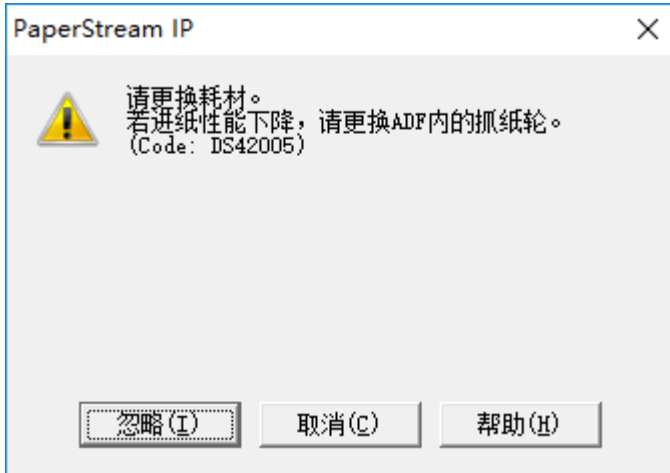 PaperStream IP
请更换耗材。
若进纸性能下降，请更换ADF内的抓纸轮。
(Code: DS42005)
忽略(I)
取消(C)
帮助(H)